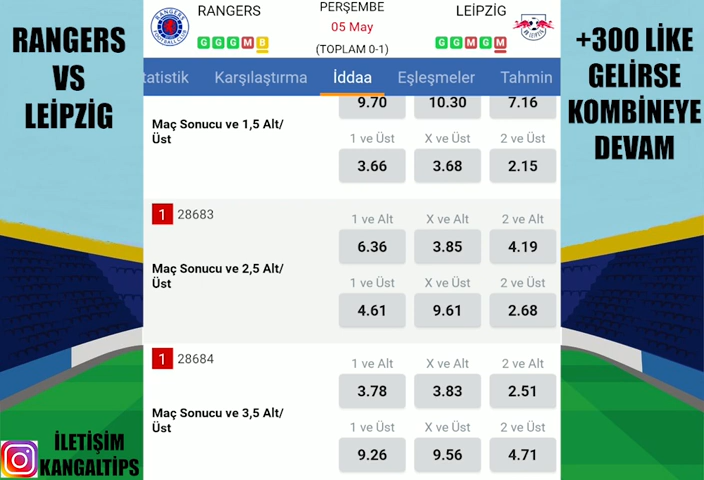 RANGERS
VS
LEİPZİG
RANGERS
G G G M B
PERŞEMBE
05 May
(TOPLAM 0-1)
LEİPZİG
G G M G M
tatistik Karşılaştırma İddaa Eşleşmeler Tahmin
9.70 10.30 7.16
Maç Sonucu ve 1,5 Alt/
Üst
1 ve Üst X ve Üst 2 ve Üst
3.66 3.68 2.15
1 28683
1 ve Alt X ve Alt 2 ve Alt
6.36 3.85 4.19
Maç Sonucu ve 2,5 Alt/
Üst
1 ve Üst X ve Üst 2 ve Üst
4.61 9.61 2.68
1 28684
1 ve Alt X ve Alt 2 ve Alt
3.78 3.83 2.51
Maç Sonucu ve 3,5 Alt/
Üst
1 ve Üst X ve Üst 2 ve Üst
9.26 9.56 4.71
+300 LİKE
GELİRSE
KOMBİNEYE
DEVAM
İLETİŞİM
KANGALTİPS